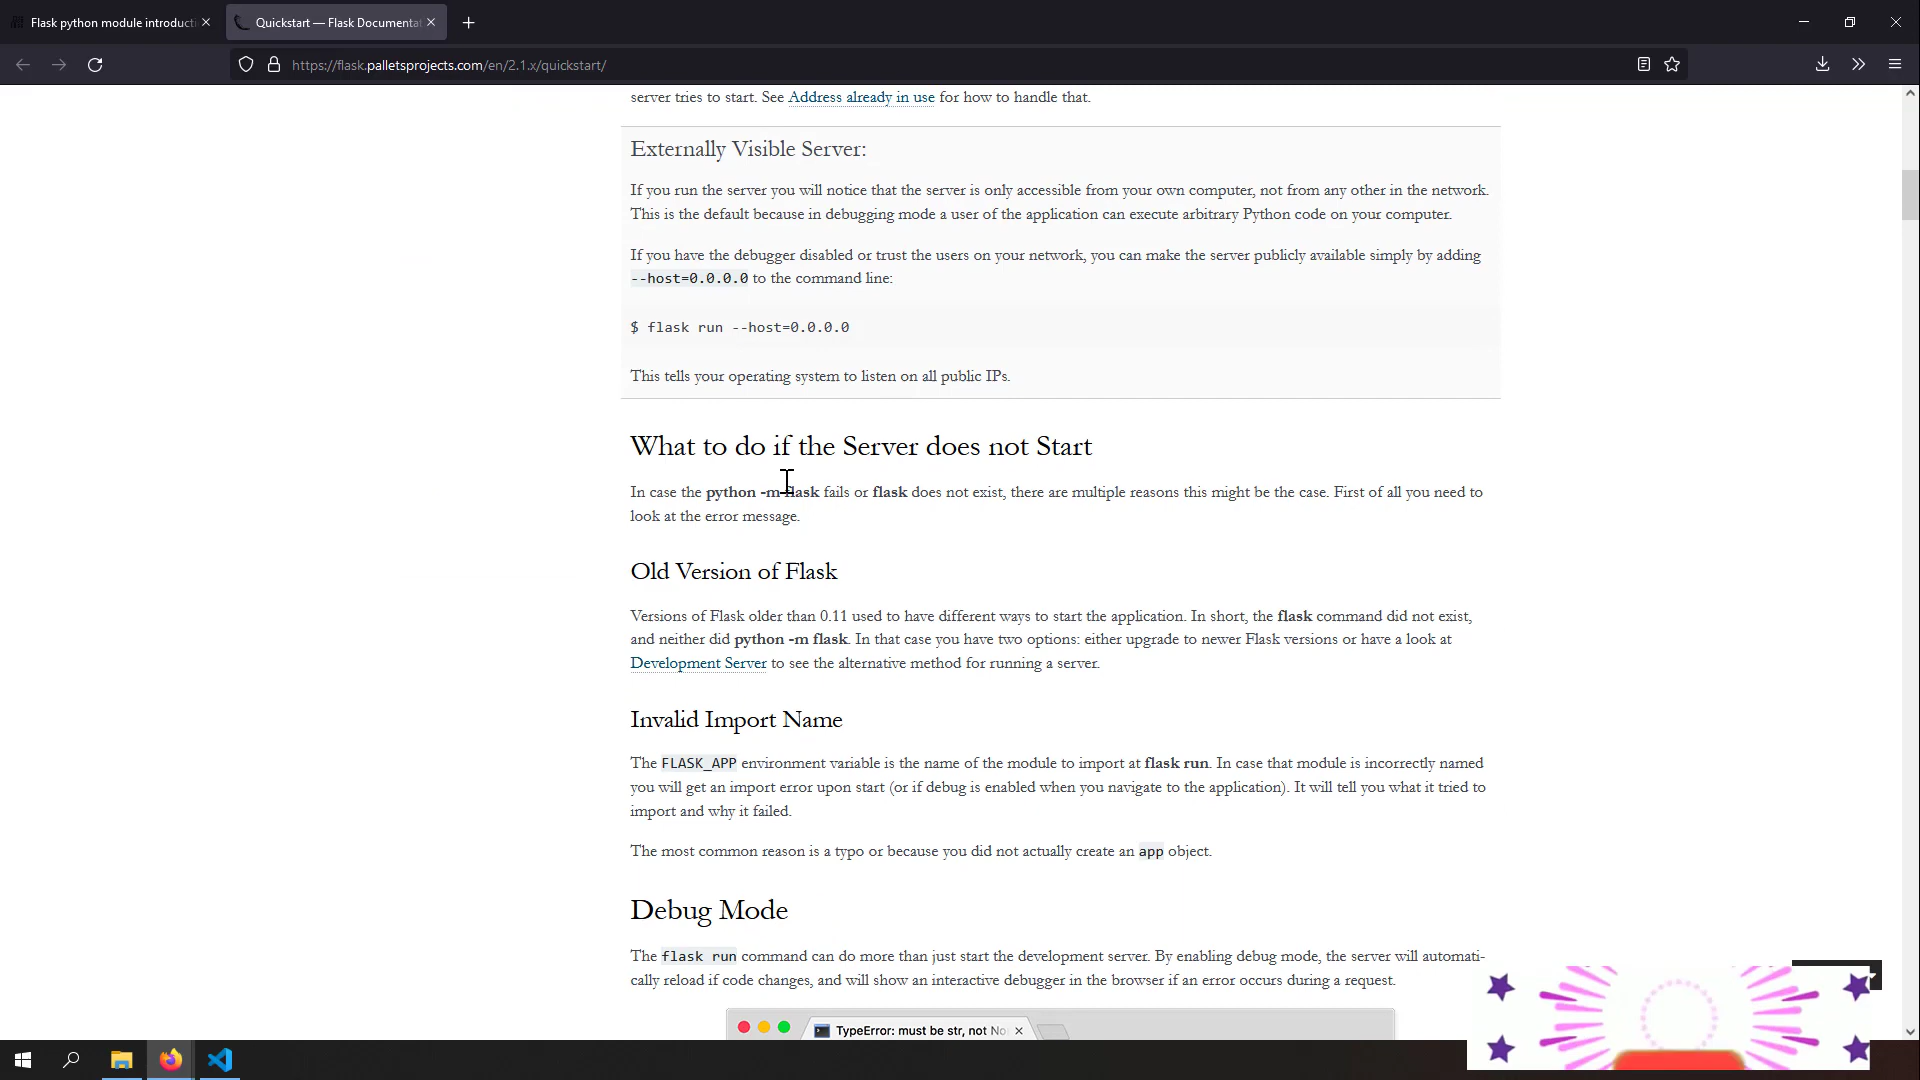 Flask python module introducti
Quickstart — Flask Documentat
https://flask.palletsprojects.com/en/2.1.x/quickstart/
server tries to start. See Address already in use for how to handle that.
Externally Visible Server:
If you run the server you will notice that the server is only accessible from your own computer, not from any other in the network.
This is the default because in debugging mode a user of the application can execute arbitrary Python code on your computer.
If you have the debugger disabled or trust the users on your network, you can make the server publicly available simply by adding
--host=0.0.0.0 to the command line:
$ flask run --host=0.0.0.0
This tells your operating system to listen on all public IPs.
What to do if the Server does not Start
In case the python -m flask fails or flask does not exist, there are multiple reasons this might be the case. First of all you need to
look at the error message.
Old Version of Flask
Versions of Flask older than 0.11 used to have different ways to start the application. In short, the flask command did not exist,
and neither did python -m flask. In that case you have two options: either upgrade to newer Flask versions or have a look at
Development Server to see the alternative method for running a server.
Invalid Import Name
The FLASK_APP environment variable is the name of the module to import at flask run. In case that module is incorrectly named
you will get an import error upon start (or if debug is enabled when you navigate to the application). It will tell you what it tried to
import and why it failed.
The most common reason is a typo or because you did not actually create an app object.
Debug Mode
The flask run command can do more than just start the development server. By enabling debug mode, the server will automati-
cally reload if code changes, and will show an interactive debugger in the browser if an error occurs during a request.
TypeError: must be str, not No